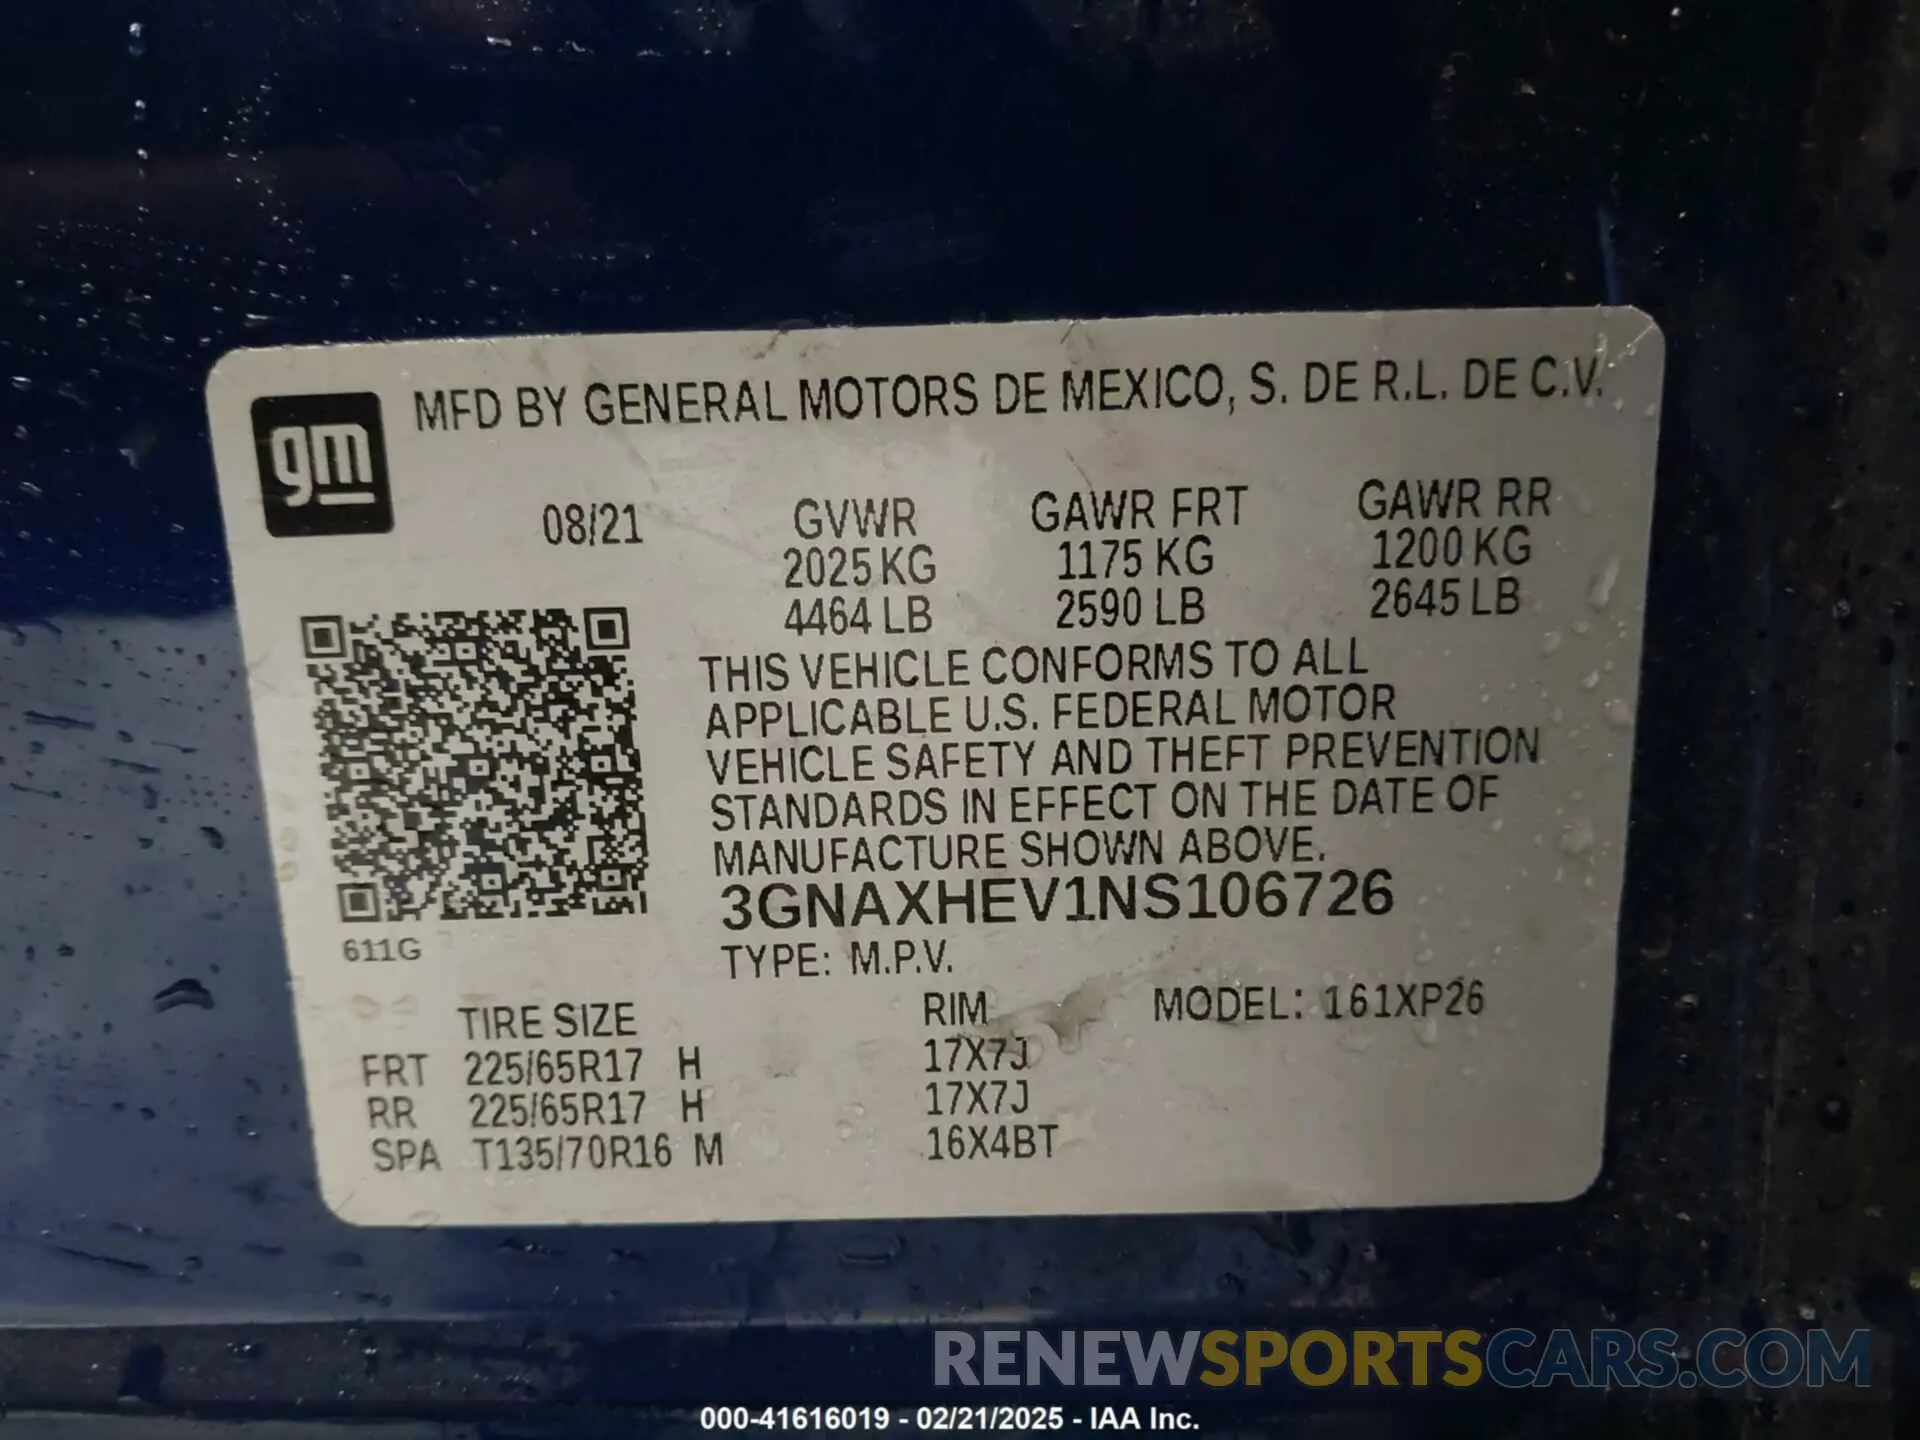 gm
MFD BY GENERAL MOTORS DE MEXICO, S. DE R.L. DE C.V.
08/21 GVWR GAWR FRT GAWR RR
2025 KG 1175 KG 1200 KG
4464 LB 2590 LB 2645 LB
THIS VEHICLE CONFORMS TO ALL
APPLICABLE U.S. FEDERAL MOTOR
VEHICLE SAFETY AND THEFT PREVENTION
STANDARDS IN EFFECT ON THE DATE OF
MANUFACTURE SHOWN ABOVE.
3GNAXHEV1NS106726
611G
TYPE: M.P.V.
TIRE SIZE RIM MODEL: 161XP26
FRT 225/65R17 H 17X7J
RR 225/65R17 H 17X7J
SPA T135/70R16 M 16X4BT
RENEWSPORTSCARS.COM
000-41616019 - 02/21/2025 - IAA Inc.